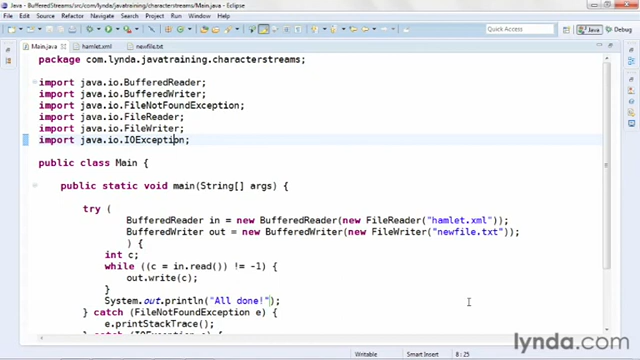 BufferedStreams/src/com/lynda/javatraining/characterstreams/Main.java - Eclipse
File Edit Source Refactor Navigate Search Project Run Window Help
Quick Access Java Debug
Main.java hamlet.xml newfile.txt
package com.lynda.javatraining.characterstreams;
import java.io.BufferedReader;
import java.io.BufferedWriter;
import java.io.FileNotFoundException;
import java.io.FileReader;
import java.io.FileWriter;
import java.io.IOException;
public class Main {
public static void main(String[] args) {
try (
BufferedReader in = new BufferedReader(new FileReader("hamlet.xml"));
BufferedWriter out = new BufferedWriter(new FileWriter("newfile.txt"));
) {
int c;
while ((c = in.read()) != -1) {
out.write(c);
}
System.out.println("All done!");
} catch (FileNotFoundException e) {
e.printStackTrace();
} catch (IOException e) {
lynda.com
Writable Smart Insert 8 : 25